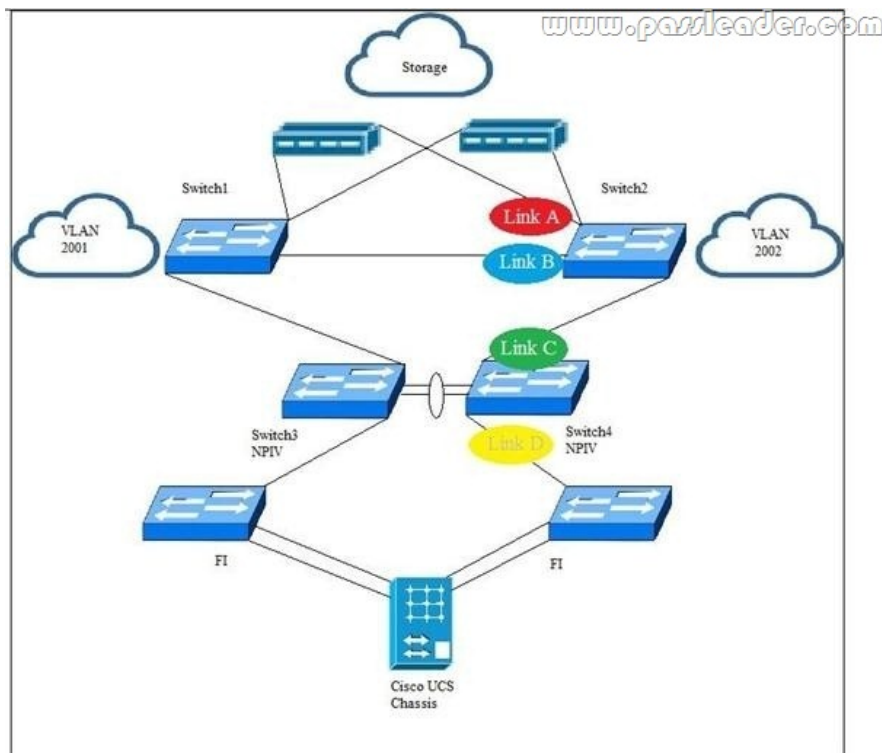 www.passleader.com
Storage
Switch1
Switch2
Link A
VLAN
2001
VLAN
2002
Link B
Link C
Switch3
NPIV
Link D
Switch4
NPIV
FI
FI
Cisco UCS
Chassis